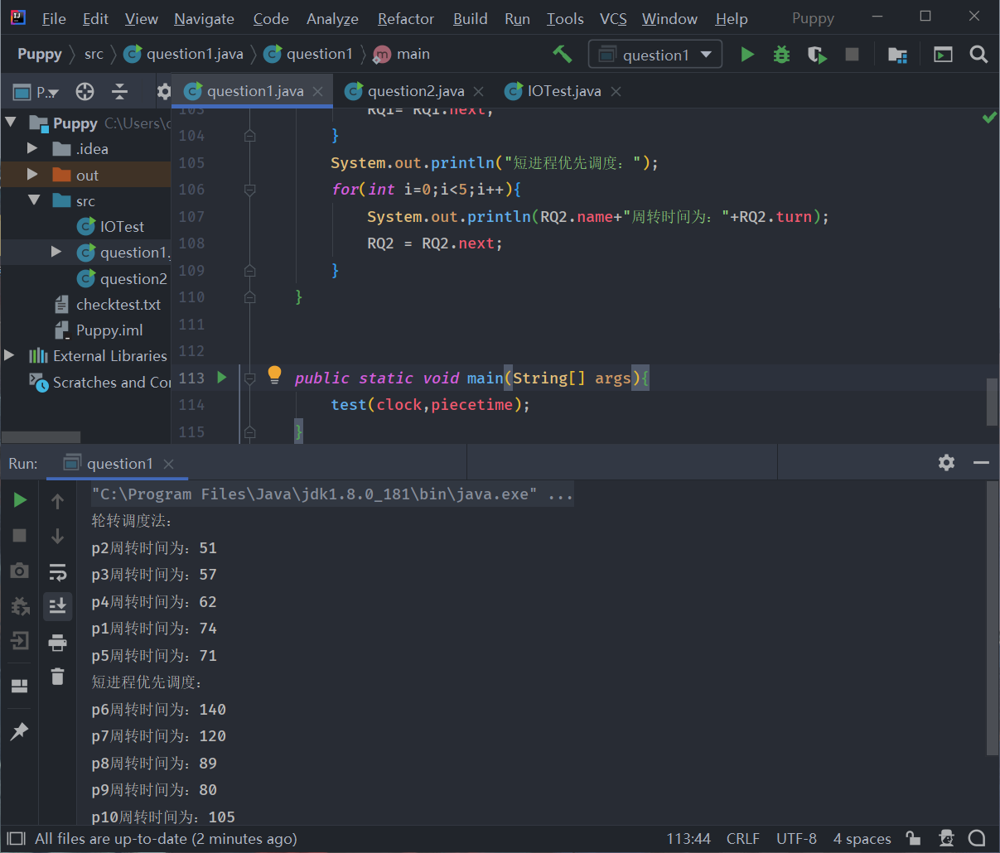 File Edit View Navigate Code Analyze Refactor Build Run Tools VCS Window Help Puppy
Puppy src question1.java question1 main question1
P... question1.java question2.java IOTest.java
Puppy C:\Users\
.idea
out
src
IOTest
question1.
question2
checktest.txt
Puppy.iml
External Libraries
Scratches and Co
103 RQ1= RQ1.next;
104 }
105 System.out.println("短进程优先调度：");
106 for(int i=0;i<5;i++){
107 System.out.println(RQ2.name+"周转时间为："+RQ2.turn);
108 RQ2 = RQ2.next;
109 }
110 }
111
112
113 public static void main(String[] args){
114 test(clock,piecetime);
115 }
Run: question1
"C:\Program Files\Java\jdk1.8.0_181\bin\java.exe" ...
轮转调度法：
p2周转时间为：51
p3周转时间为：57
p4周转时间为：62
p1周转时间为：74
p5周转时间为：71
短进程优先调度：
p6周转时间为：140
p7周转时间为：120
p8周转时间为：89
p9周转时间为：80
p10周转时间为：105
All files are up-to-date (2 minutes ago) 113:44 CRLF UTF-8 4 spaces